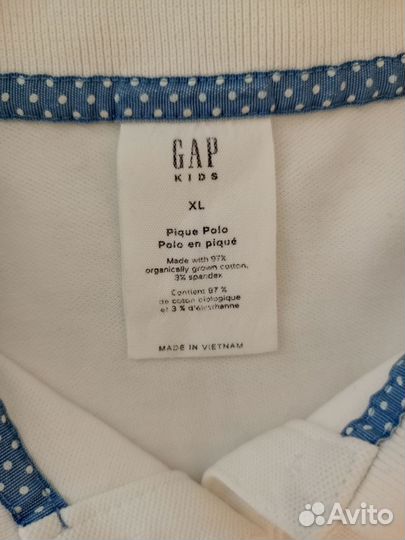 GAP
KIDS
XL
Pique Polo
Polo en piqué
Made with 97%
organically grown cotton,
3% spandex
Contient 97 %
de coton biologique
et 3 % d'élasthanne
MADE IN VIETNAM
Avito